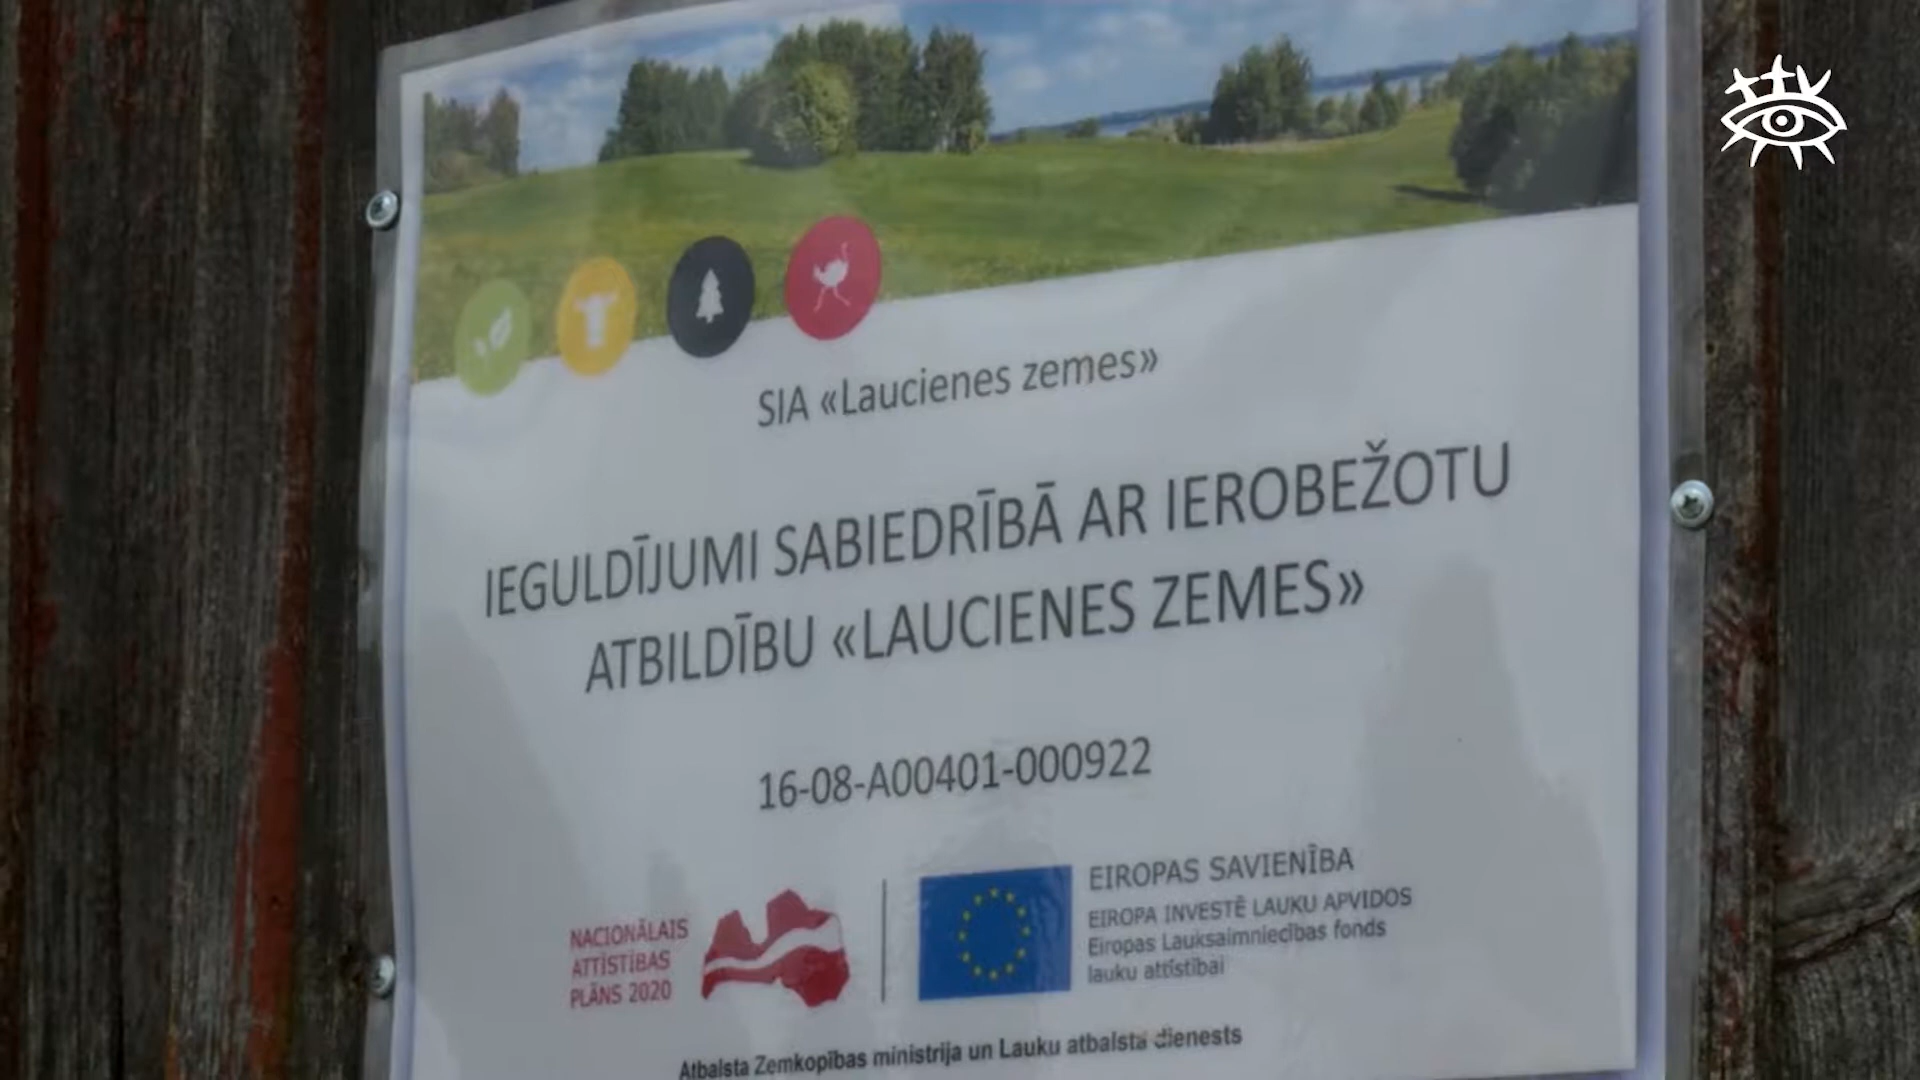 SIA «Laucienes zemes»
IEGULDĪJUMI SABIEDRĪBĀ AR IEROBEŽOTU
ATBILDĪBU «LAUCIENES ZEMES»
16-08-A00401-000922
NACIONĀLAIS
ATTĪSTĪBAS
PLĀNS 2020
EIROPAS SAVIENĪBA
EIROPA INVESTĒ LAUKU APVIDOS
Eiropas Lauksaimniecības fonds
lauku attīstībai
Atbalsta Zemkopības ministrija un Lauku atbalsta dienests